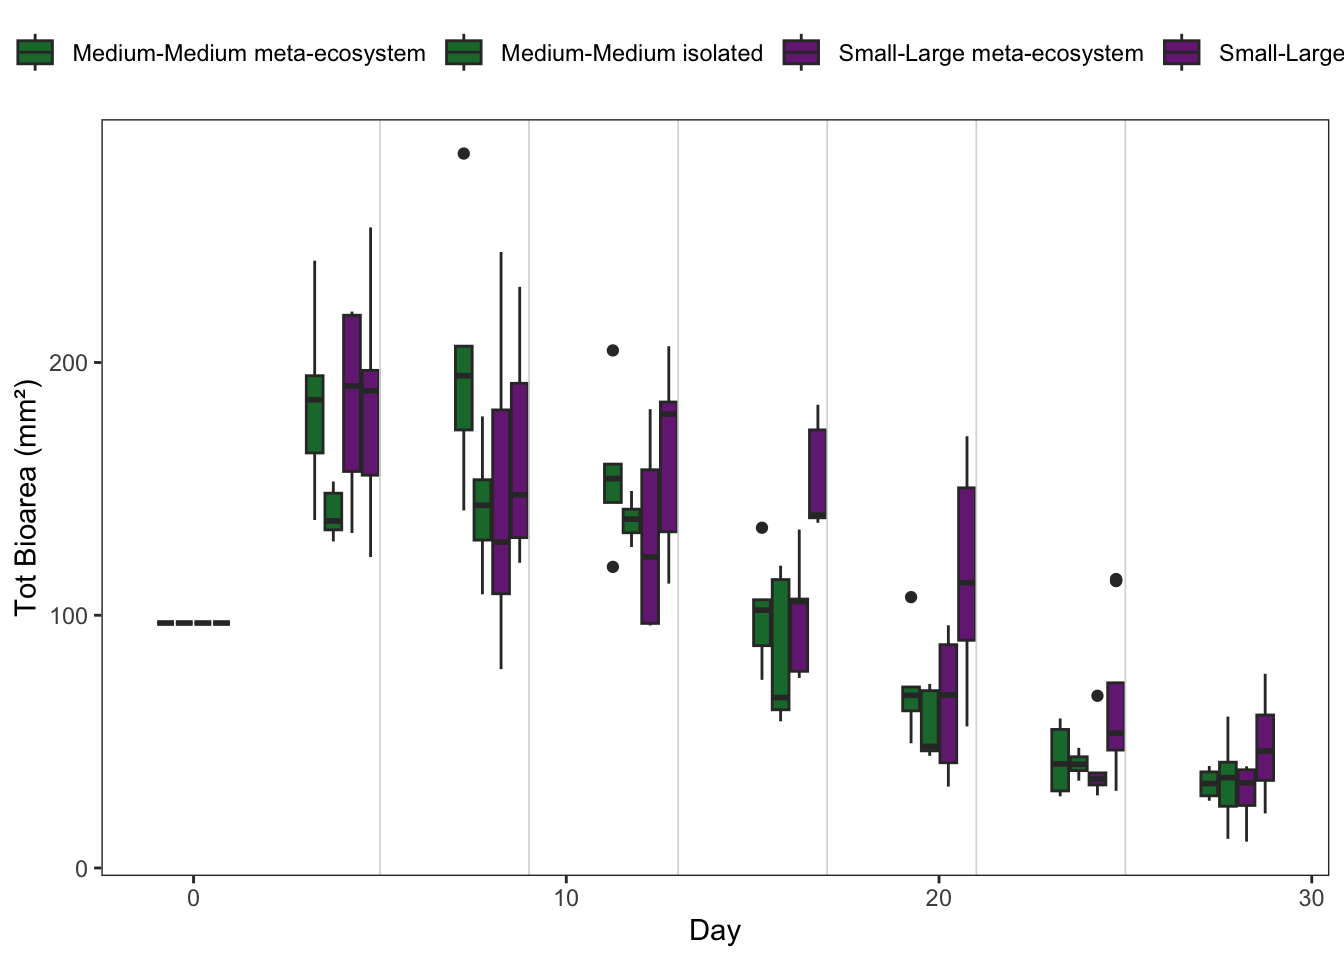 Medium-Medium meta-ecosystem Medium-Medium isolated Small-Large meta-ecosystem Small-Large
Tot Bioarea (mm²)
200
100
0
0 10 20 30
Day